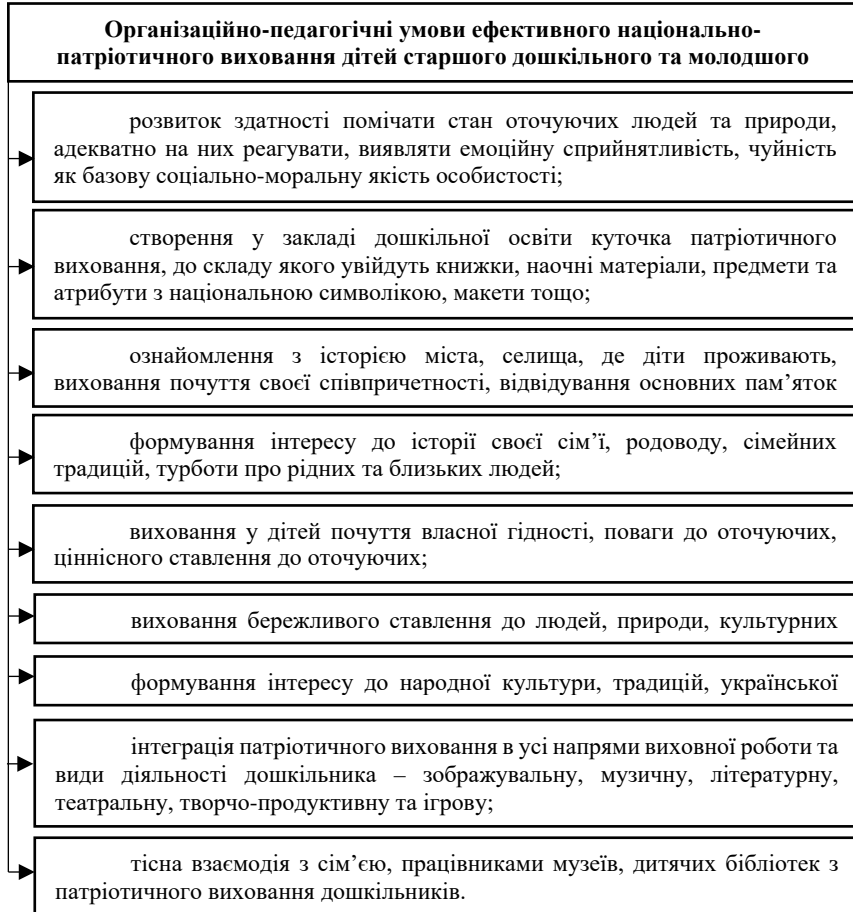 Організаційно-педагогічні умови ефективного національно-
патріотичного виховання дітей старшого дошкільного та молодшого
розвиток здатності помічати стан оточуючих людей та природи,
адекватно на них реагувати, виявляти емоційну сприйнятливість, чуйність
як базову соціально-моральну якість особистості;
створення у закладі дошкільної освіти куточка патріотичного
виховання, до складу якого увійдуть книжки, наочні матеріали, предмети та
атрибути з національною символікою, макети тощо;
ознайомлення з історією міста, селища, де діти проживають,
виховання почуття своєї співпричетності, відвідування основних пам’яток
формування інтересу до історії своєї сім’ї, родоводу, сімейних
традицій, турботи про рідних та близьких людей;
виховання у дітей почуття власної гідності, поваги до оточуючих,
ціннісного ставлення до оточуючих;
виховання бережливого ставлення до людей, природи, культурних
формування інтересу до народної культури, традицій, української
інтеграція патріотичного виховання в усі напрями виховної роботи та
види діяльності дошкільника – зображувальну, музичну, літературну,
театральну, творчо-продуктивну та ігрову;
тісна взаємодія з сім’єю, працівниками музеїв, дитячих бібліотек з
патріотичного виховання дошкільників.